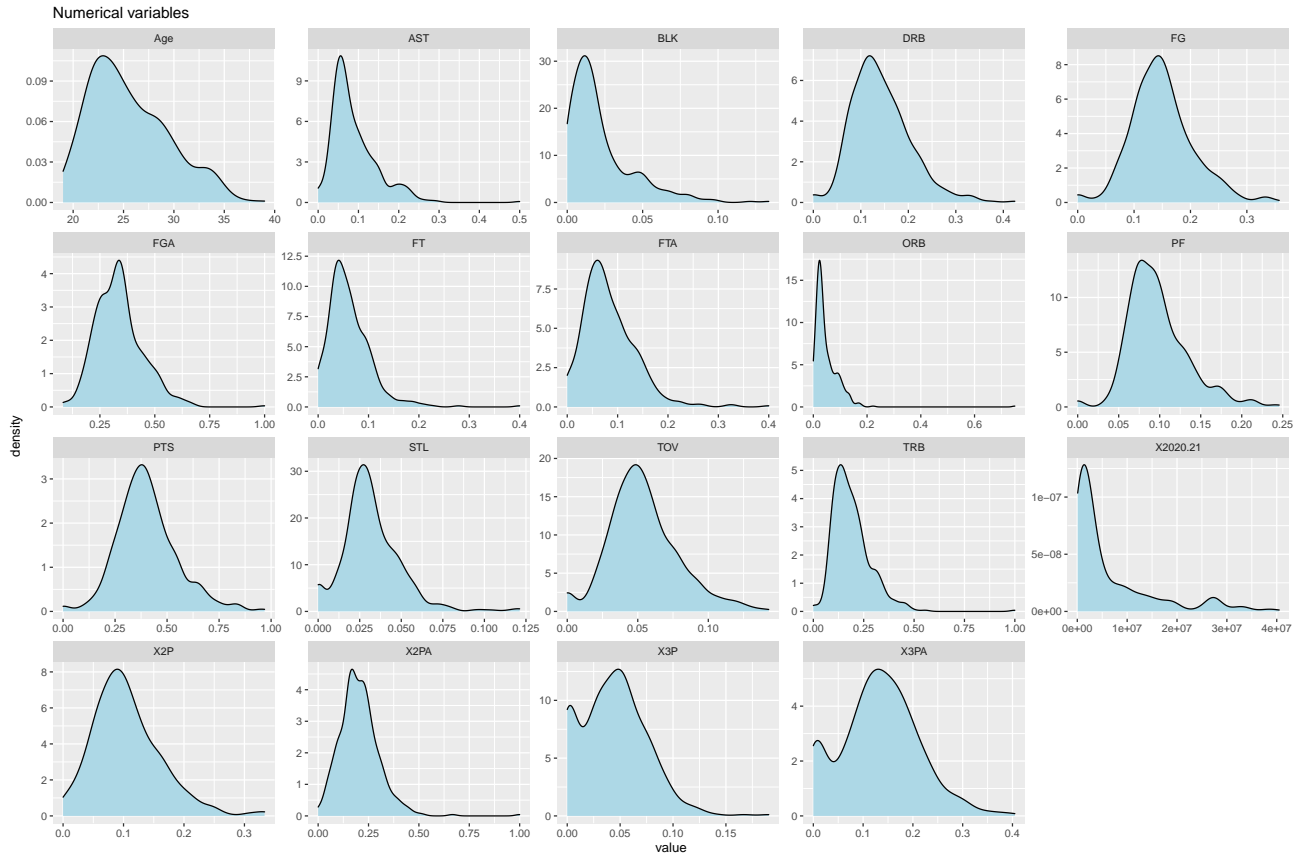 Numerical variables
Age AST BLK DRB FG
0.09 0.06 0.03 0.00
20 25 30 35 40
9 6 3 0
0.0 0.1 0.2 0.3 0.4 0.5
30 20 10 0
0.00 0.05 0.10
6 4 2 0
0.0 0.1 0.2 0.3 0.4
8 6 4 2 0
0.0 0.1 0.2 0.3
FGA FT FTA ORB PF
4 3 2 1 0
0.25 0.50 0.75 1.00
12.5 10.0 7.5 5.0 2.5 0.0
0.0 0.1 0.2 0.3 0.4
7.5 5.0 2.5 0.0
0.0 0.1 0.2 0.3 0.4
15 10 5 0
0.0 0.2 0.4 0.6
10 5 0
0.00 0.05 0.10 0.15 0.20 0.25
density
PTS STL TOV TRB X2020.21
3 2 1 0
0.00 0.25 0.50 0.75 1.00
30 20 10 0
0.000 0.025 0.050 0.075 0.100 0.125
20 15 10 5 0
0.00 0.05 0.10
5 4 3 2 1 0
0.00 0.25 0.50 0.75 1.00
1e−07 5e−08 0e+00
0e+00 1e+07 2e+07 3e+07 4e+07
X2P X2PA X3P X3PA
8 6 4 2 0
0.0 0.1 0.2 0.3
4 3 2 1 0
0.00 0.25 0.50 0.75 1.00
10 5 0
0.00 0.05 0.10 0.15
4 2 0
0.0 0.1 0.2 0.3 0.4
value